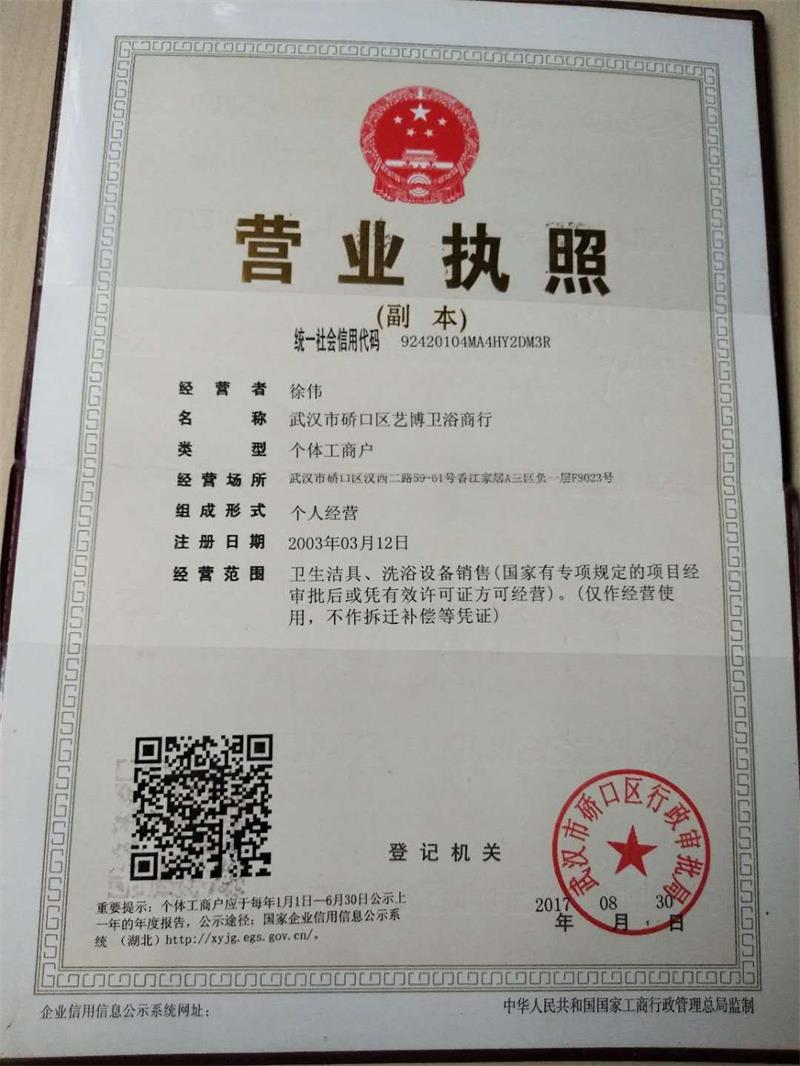 营业执照
(副 本)
统一社会信用代码 92420104MA4HY2DM3R
经营者 徐伟
名称 武汉市硚口区艺博卫浴商行
类型 个体工商户
经营场所 武汉市硚口区汉西二路59-61号香江家居A三区负一层F8023号
组成形式 个人经营
注册日期 2003年03月12日
经营范围 卫生洁具、洗浴设备销售(国家有专项规定的项目经
审批后或凭有效许可证方可经营)。(仅作经营使
用，不作拆迁补偿等凭证)
武汉市硚口区行政审批局
登记机关
2017年 08月 30日
重要提示：个体工商户应于每年1月1日—6月30日公示上
一年的年度报告，公示途径：国家企业信用信息公示系
统 （湖北）http://xyjg.egs.gov.cn/。
企业信用信息公示系统网址：
中华人民共和国国家工商行政管理总局监制